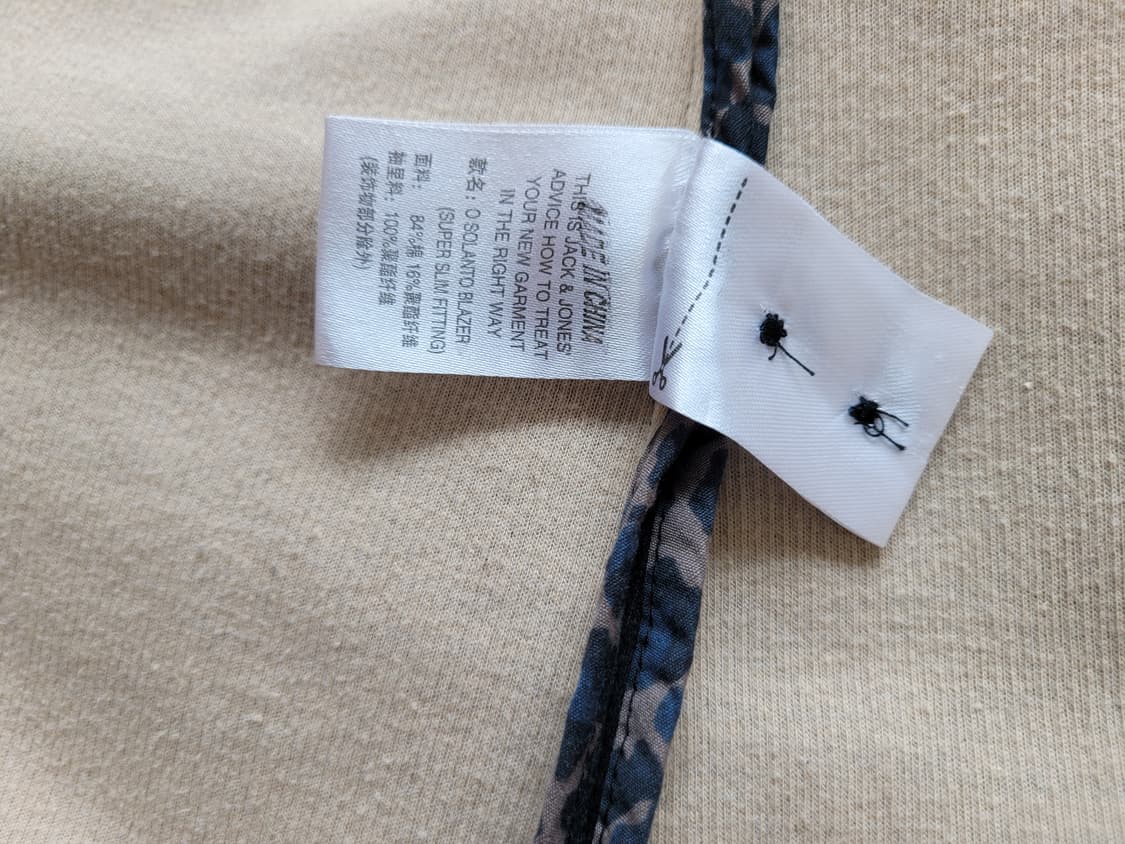 MADE IN CHINA
THIS IS JACK & JONES'
ADVICE HOW TO TREAT
YOUR NEW GARMENT
IN THE RIGHT WAY
款名：O SOLANTO BLAZER
(SUPER SLIM FITTING)
面料： 84%棉 16%聚酯纤维
袖里料：100%聚酯纤维
(装饰物部分除外)